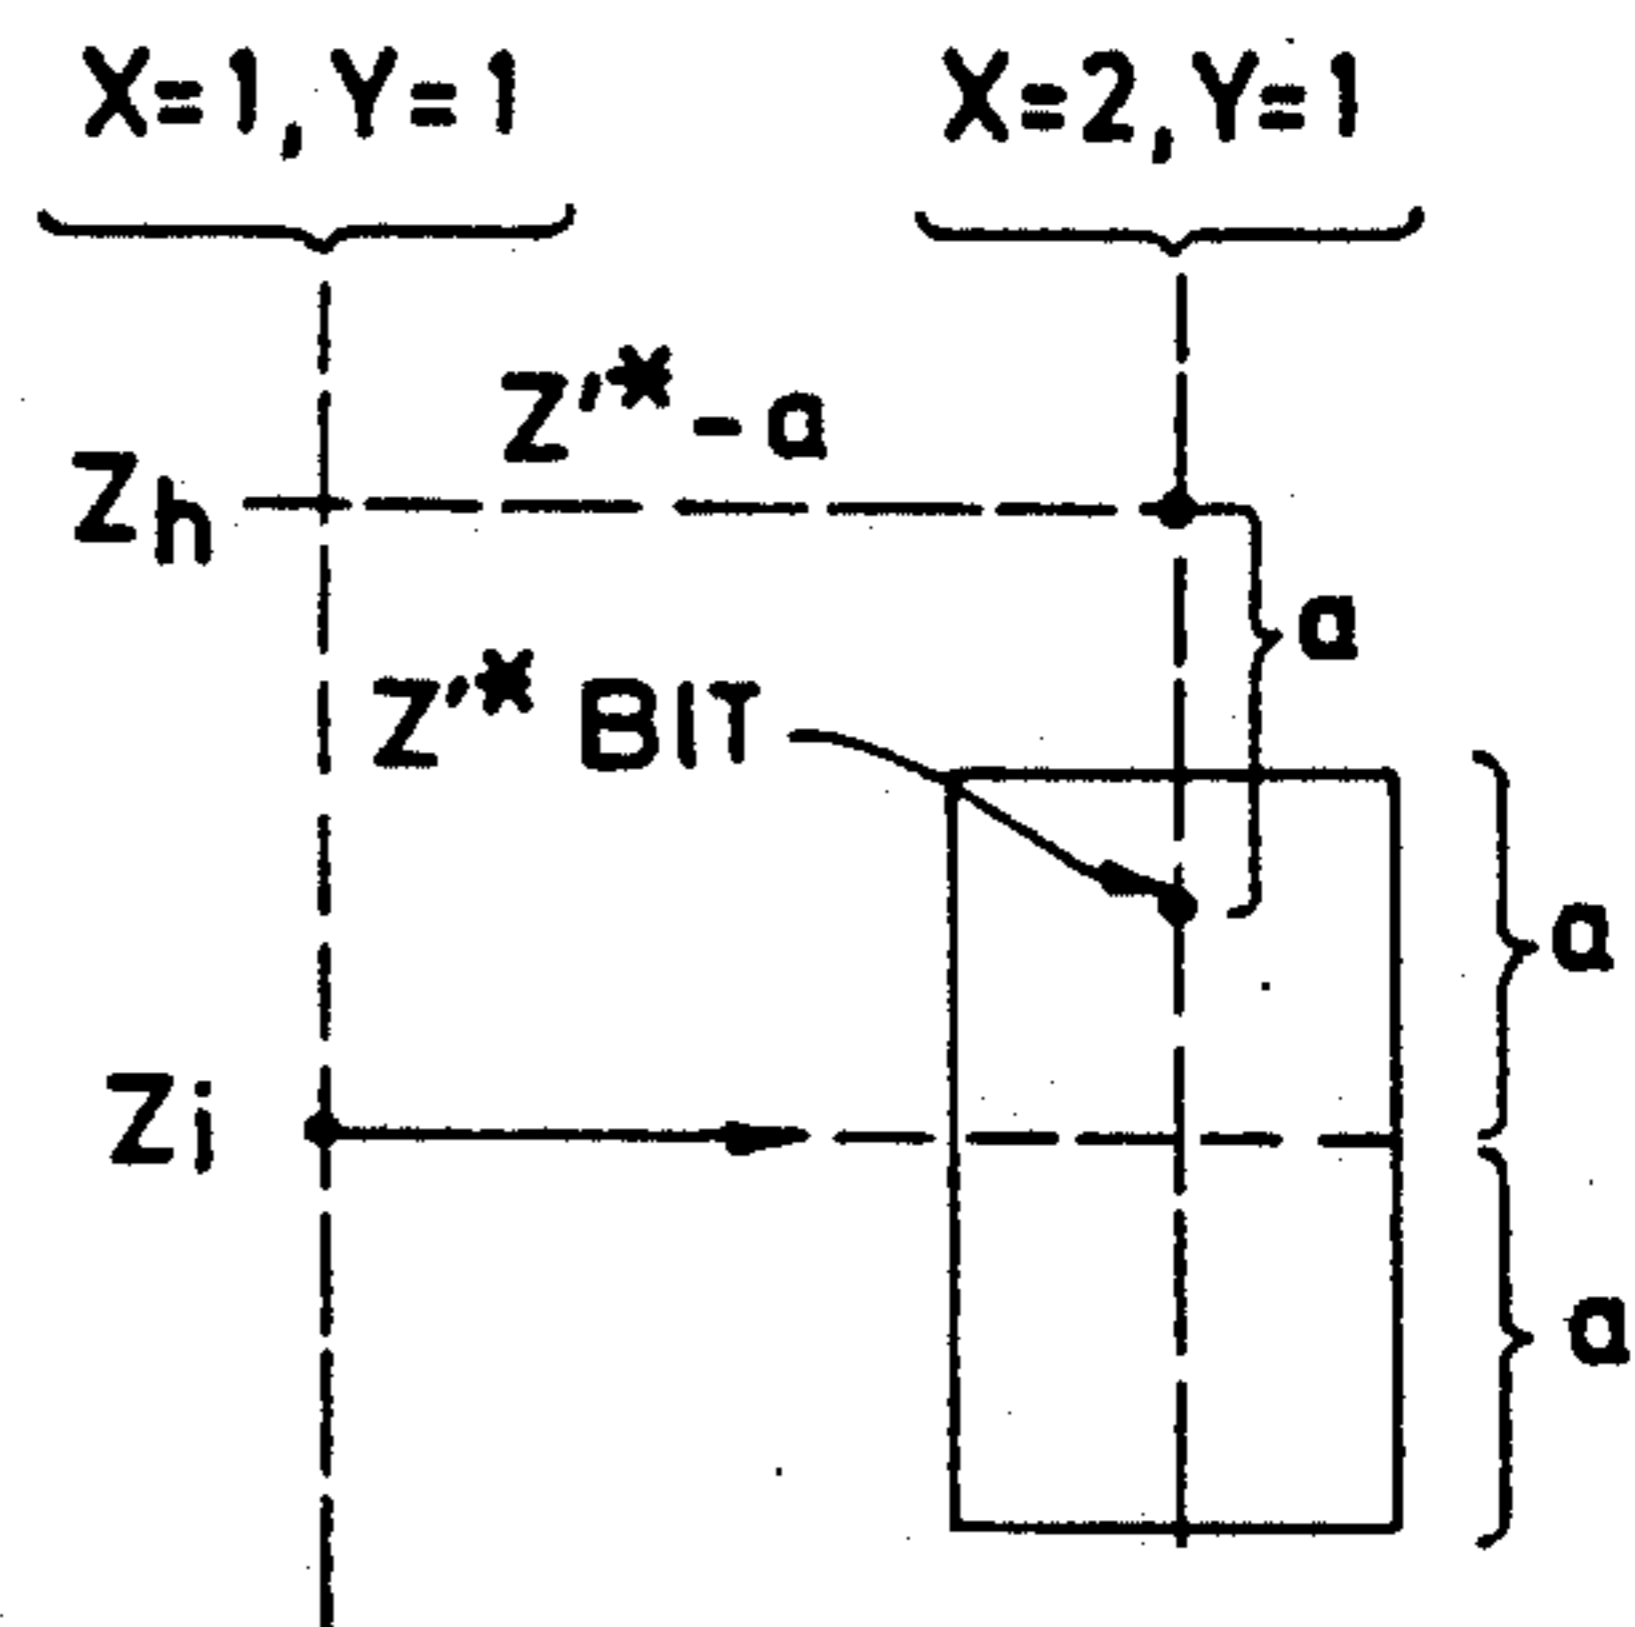 X=1, Y=1 X=2, Y=1
Z'*-a
Zh
a
Z'* BIT
a
Zi
a